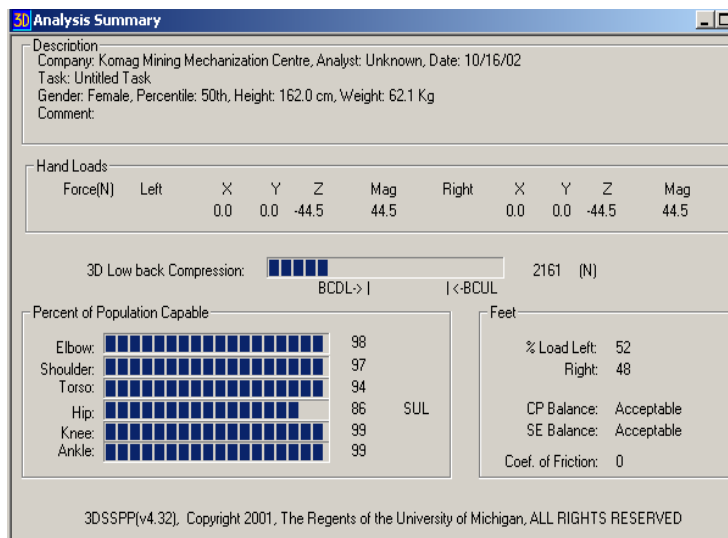 3D Analysis Summary
Description
Company: Komag Mining Mechanization Centre, Analyst: Unknown, Date: 10/16/02
Task: Untitled Task
Gender: Female, Percentile: 50th, Height: 162.0 cm, Weight: 62.1 Kg
Comment:
Hand Loads
Force(N) Left X Y Z Mag Right X Y Z Mag
0.0 0.0 -44.5 44.5 0.0 0.0 -44.5 44.5
3D Low back Compression: 2161 (N)
BCDL-> | | <-BCUL
Percent of Population Capable
Elbow: 98
Shoulder: 97
Torso: 94
Hip: 86 SUL
Knee: 99
Ankle: 99
Feet
% Load Left: 52
Right: 48
CP Balance: Acceptable
SE Balance: Acceptable
Coef. of Friction: 0
3DSSPP(v4.32), Copyright 2001, The Regents of the University of Michigan, ALL RIGHTS RESERVED